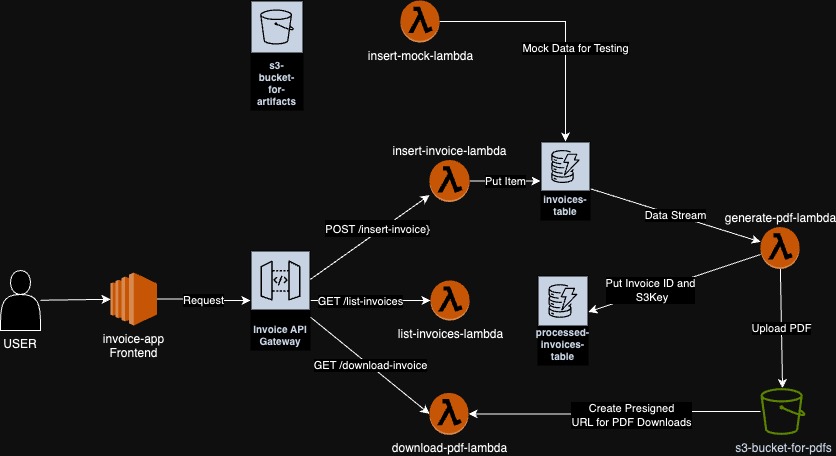 insert-mock-lambda
s3-
bucket-
for-
artifacts
Mock Data for Testing
insert-invoice-lambda
Put Item
invoices-
table
Data Stream
generate-pdf-lambda
POST /insert-invoice}
Put Invoice ID and
S3Key
USER
invoice-app
Frontend
Request
Invoice API
Gateway
GET /list-invoices
list-invoices-lambda
processed-
invoices-
table
Upload PDF
GET /download-invoice
download-pdf-lambda
Create Presigned
URL for PDF Downloads
s3-bucket-for-pdfs